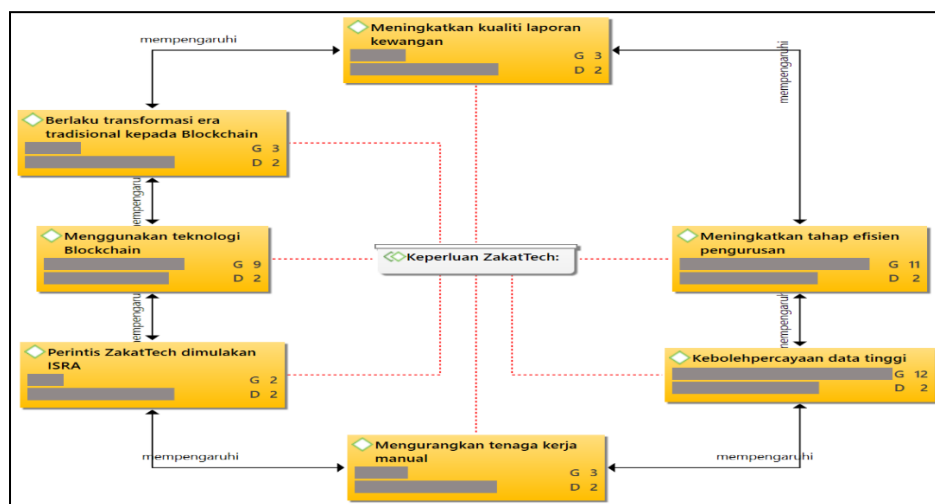 Meningkatkan kualiti laporan
kewangan
G 3
D 2
mempengaruhi
mempengaruhi
Berlaku transformasi era
tradisional kepada Blockchain
G 3
D 2
mempengaruhi
Menggunakan teknologi
Blockchain
G 9
D 2
Keperluan ZakatTech:
Meningkatkan tahap efisien
pengurusan
G 11
D 2
mempengaruhi
mempengaruhi
Perintis ZakatTech dimulakan
ISRA
G 2
D 2
Kebolehpercayaan data tinggi
G 12
D 2
mempengaruhi
Mengurangkan tenaga kerja
manual
G 3
D 2
mempengaruhi